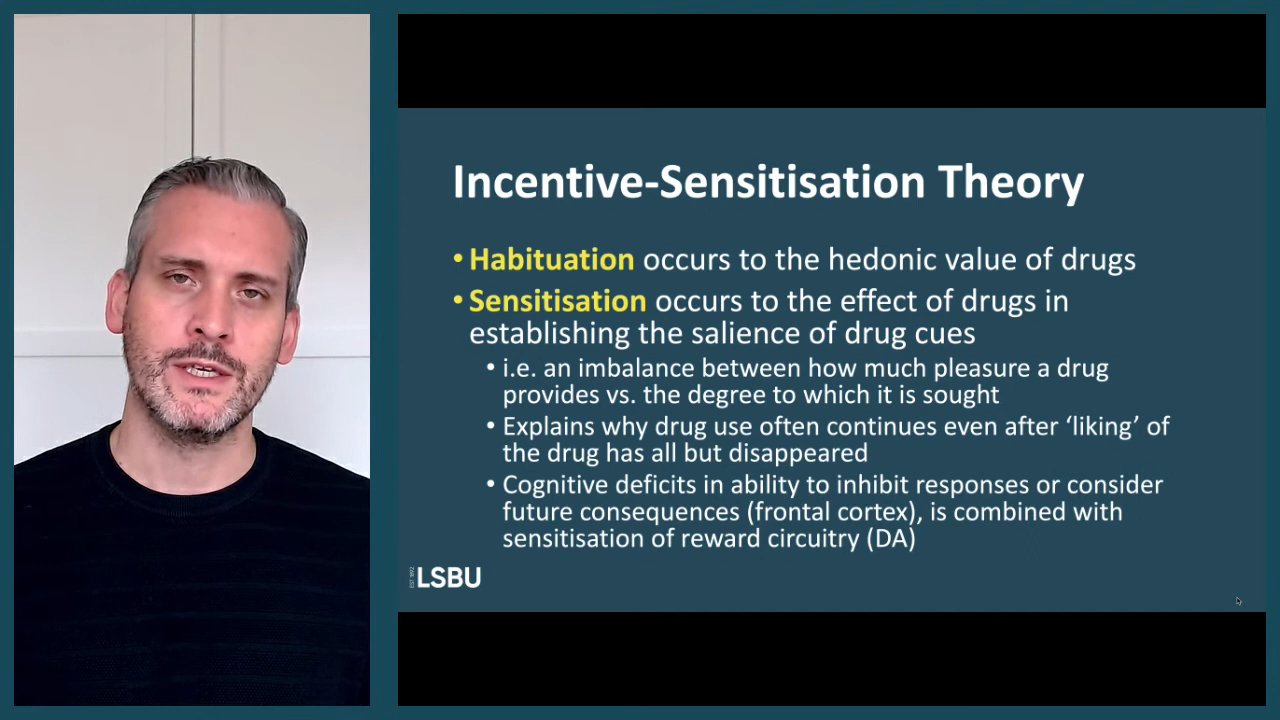 Incentive-Sensitisation Theory
• Habituation occurs to the hedonic value of drugs
• Sensitisation occurs to the effect of drugs in
establishing the salience of drug cues
• i.e. an imbalance between how much pleasure a drug
provides vs. the degree to which it is sought
• Explains why drug use often continues even after ‘liking’ of
the drug has all but disappeared
• Cognitive deficits in ability to inhibit responses or consider
future consequences (frontal cortex), is combined with
sensitisation of reward circuitry (DA)
EST 1892
LSBU